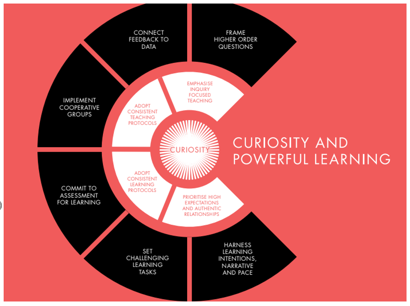 CONNECT
FEEDBACK TO
DATA
FRAME
HIGHER ORDER
QUESTIONS
IMPLEMENT
COOPERATIVE
GROUPS
ADOPT
CONSISTENT
TEACHING
PROTOCOLS
EMPHASISE
INQUIRY
FOCUSED
TEACHING
CURIOSITY
CURIOSITY AND
POWERFUL LEARNING
COMMIT TO
ASSESSMENT
FOR LEARNING
ADOPT
CONSISTENT
LEARNING
PROTOCOLS
PRIORITISE HIGH
EXPECTATIONS
AND AUTHENTIC
RELATIONSHIPS
SET
CHALLENGING
LEARNING
TASKS
HARNESS
LEARNING
INTENTIONS,
NARRATIVE
AND PACE